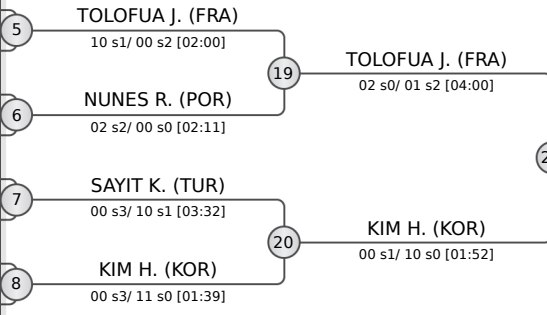 5
TOLOFUA J. (FRA)
10 s1/ 00 s2 [02:00]
19
TOLOFUA J. (FRA)
02 s0/ 01 s2 [04:00]
6
NUNES R. (POR)
02 s2/ 00 s0 [02:11]
7
SAYIT K. (TUR)
00 s3/ 10 s1 [03:32]
20
KIM H. (KOR)
00 s1/ 10 s0 [01:52]
8
KIM H. (KOR)
00 s3/ 11 s0 [01:39]